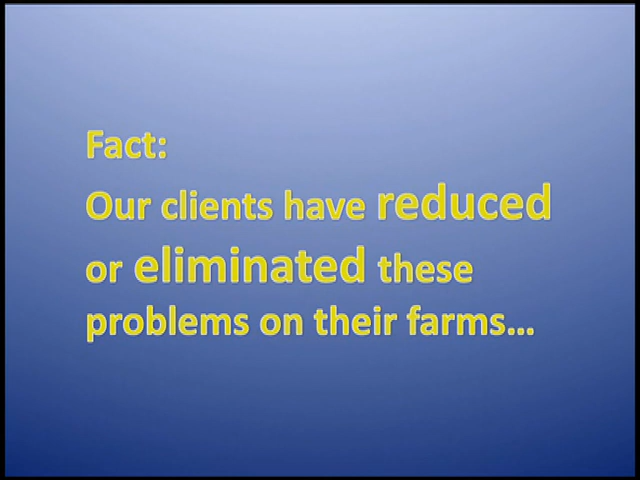 Fact:
Our clients have reduced
or eliminated these
problems on their farms...